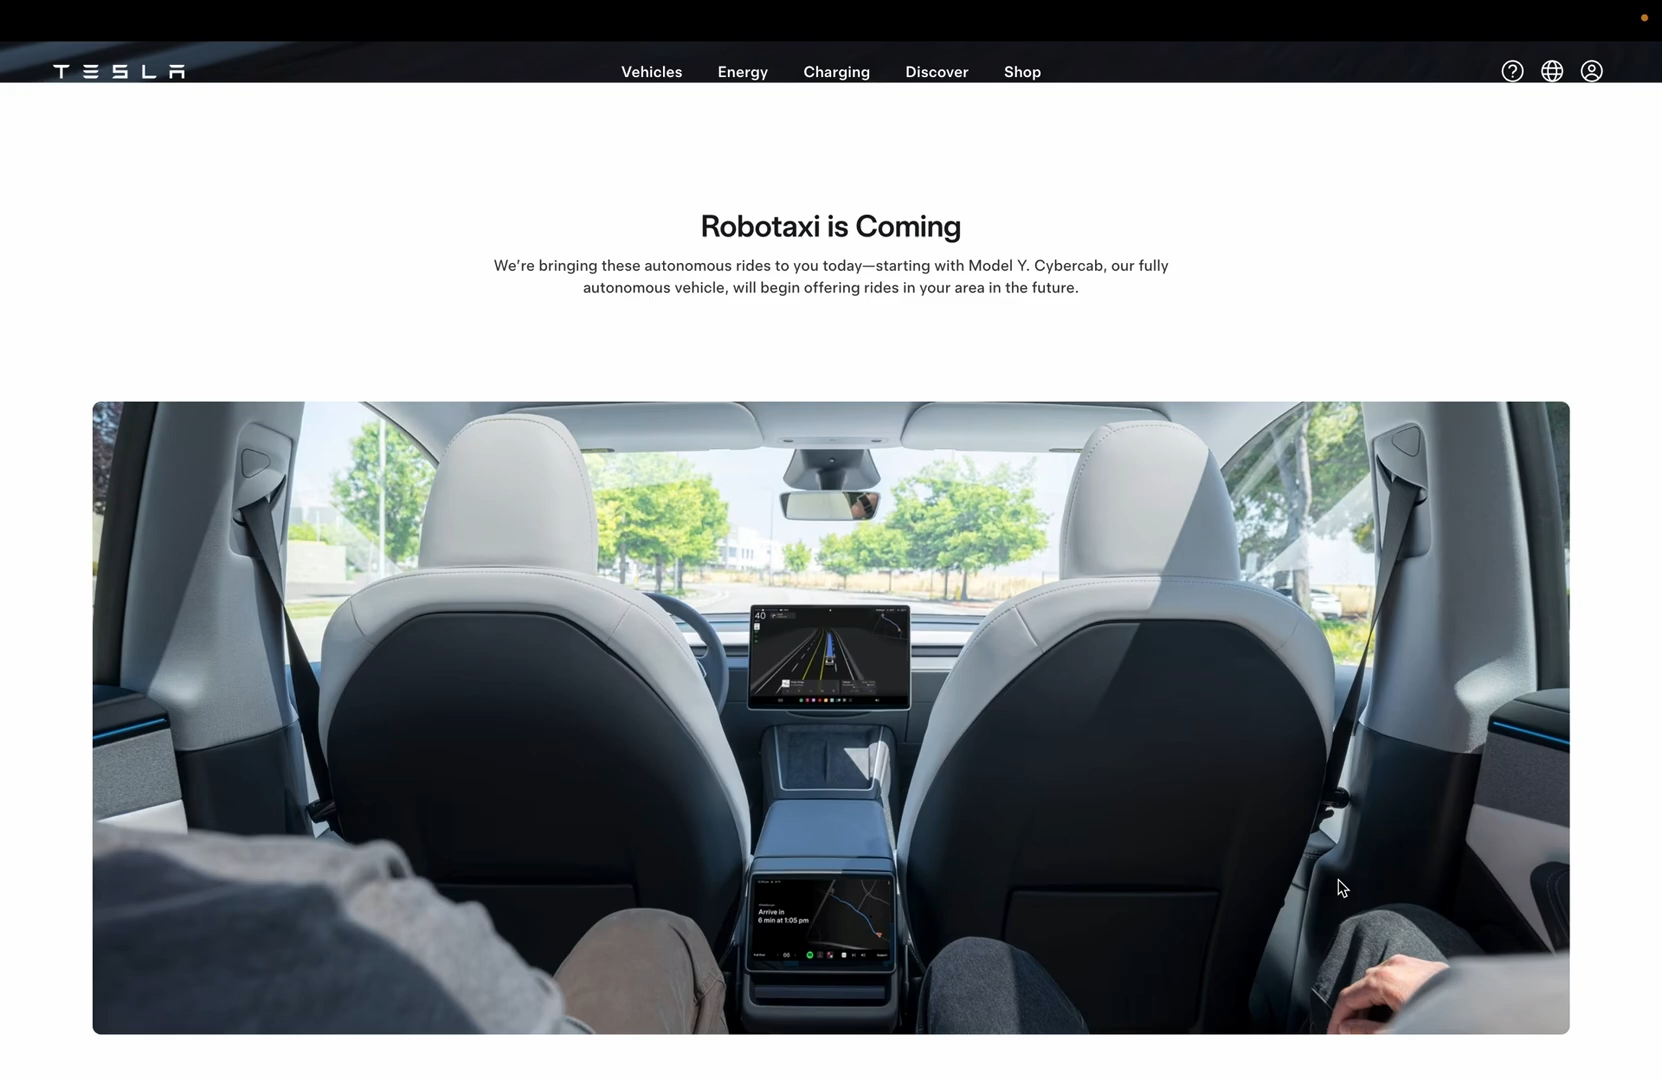 TESLA
Vehicles Energy Charging Discover Shop
Robotaxi is Coming
We’re bringing these autonomous rides to you today—starting with Model Y. Cybercab, our fully
autonomous vehicle, will begin offering rides in your area in the future.
40
Arrive in
6 min at 1:05 pm